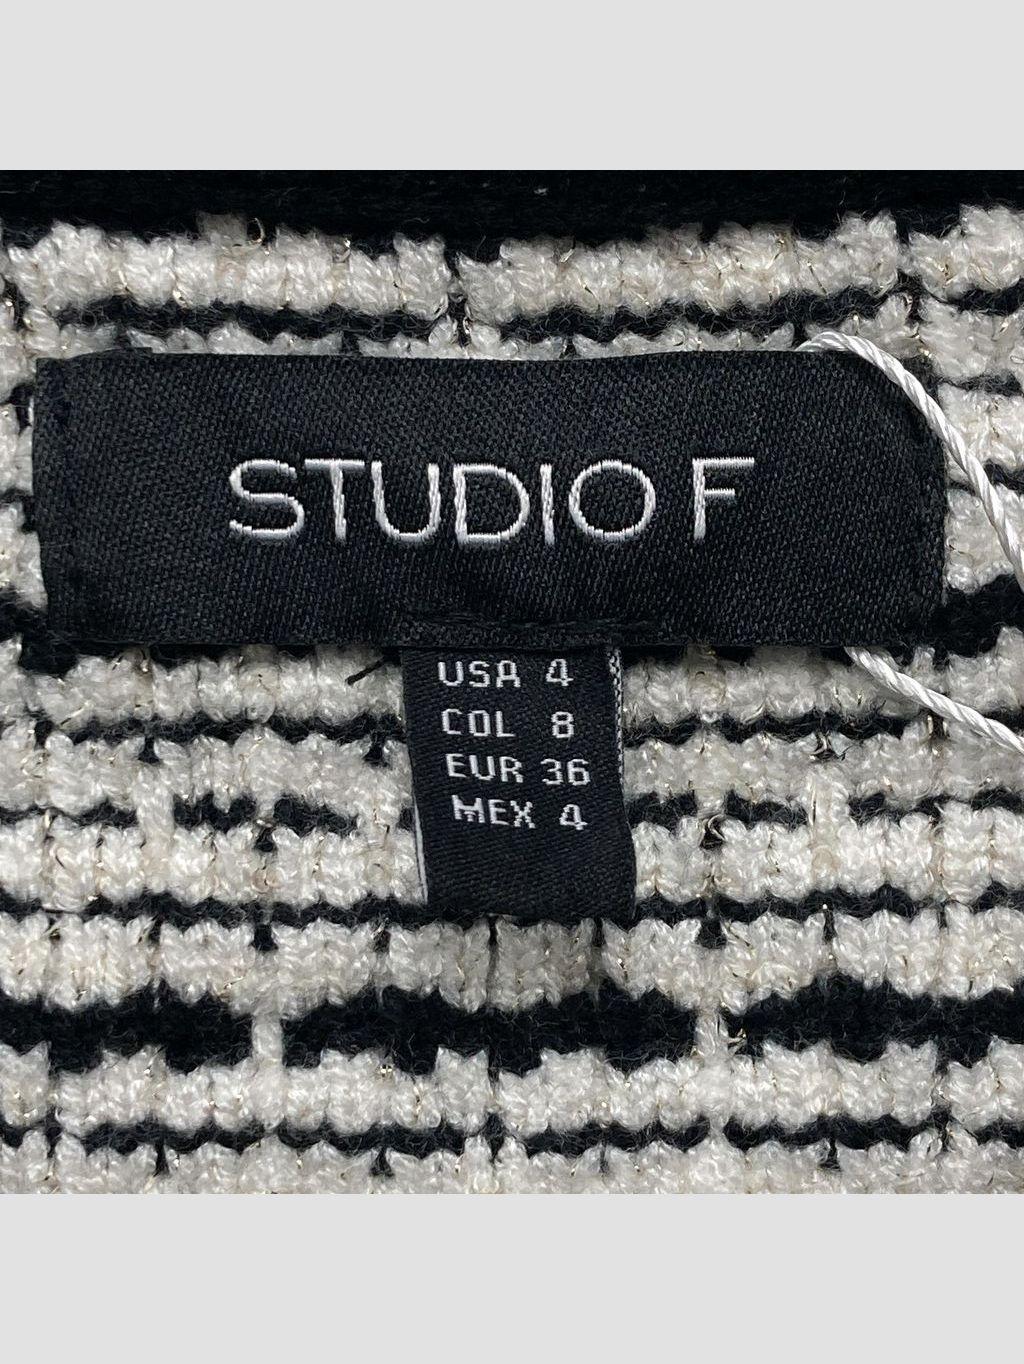 STUDIO F
USA 4
COL 8
EUR 36
MEX 4